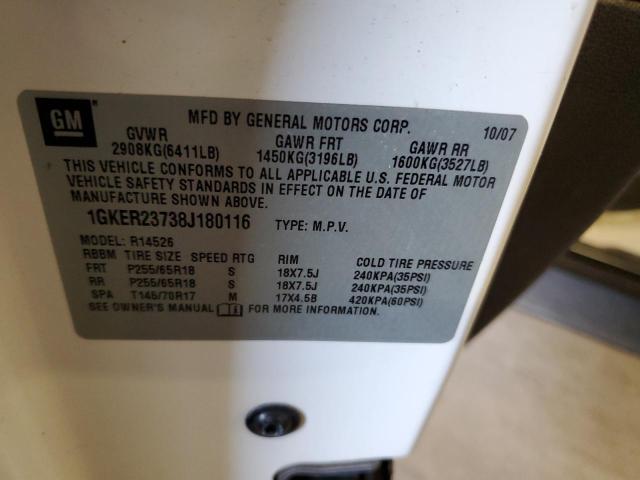 GM
MFD BY GENERAL MOTORS CORP. 10/07
GVWR GAWR FRT GAWR RR
2908KG(6411LB) 1450KG(3196LB) 1600KG(3527LB)
THIS VEHICLE CONFORMS TO ALL APPLICABLE U.S. FEDERAL MOTOR
VEHICLE SAFETY STANDARDS IN EFFECT ON THE DATE OF
MANUFACTURE SHOWN ABOVE.
1GKER23738J180116 TYPE: M.P.V.
MODEL: R14526
RBBM TIRE SIZE SPEED RTG RIM COLD TIRE PRESSURE
FRT P255/65R18 S 18X7.5J 240KPA(35PSI)
RR P255/65R18 S 18X7.5J 240KPA(35PSI)
SPA T145/70R17 M 17X4.5B 420KPA(60PSI)
SEE OWNER'S MANUAL FOR MORE INFORMATION.